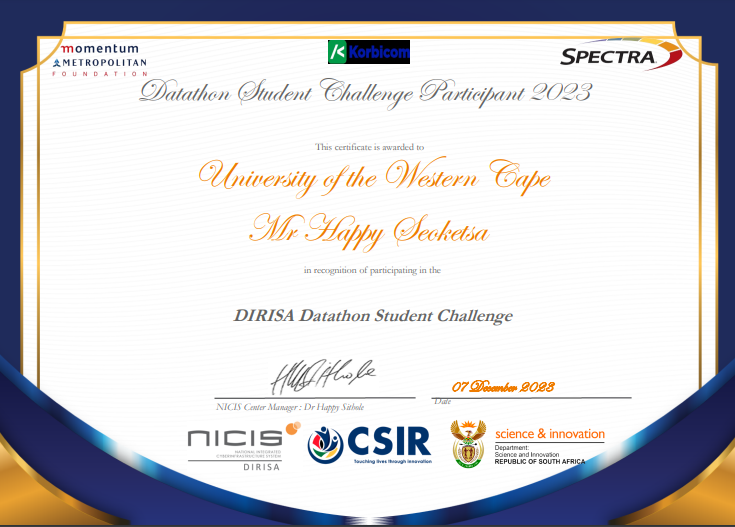 momentum
METROPOLITAN
FOUNDATION
Korbicom
SPECTRA
Datathon Student Challenge Participant 2023
This certificate is awarded to
University of the Western Cape
Mr Happy Seoketsa
in recognition of participating in the
DIRISA Datathon Student Challenge
07 December 2023
NICIS Center Manager : Dr Happy Sithole
Date
nicis
NATIONAL INTEGRATED
CYBERINFRASTRUCTURE SYSTEM
DIRISA
CSIR
Touching lives through innovation
science & innovation
Department:
Science and Innovation
REPUBLIC OF SOUTH AFRICA